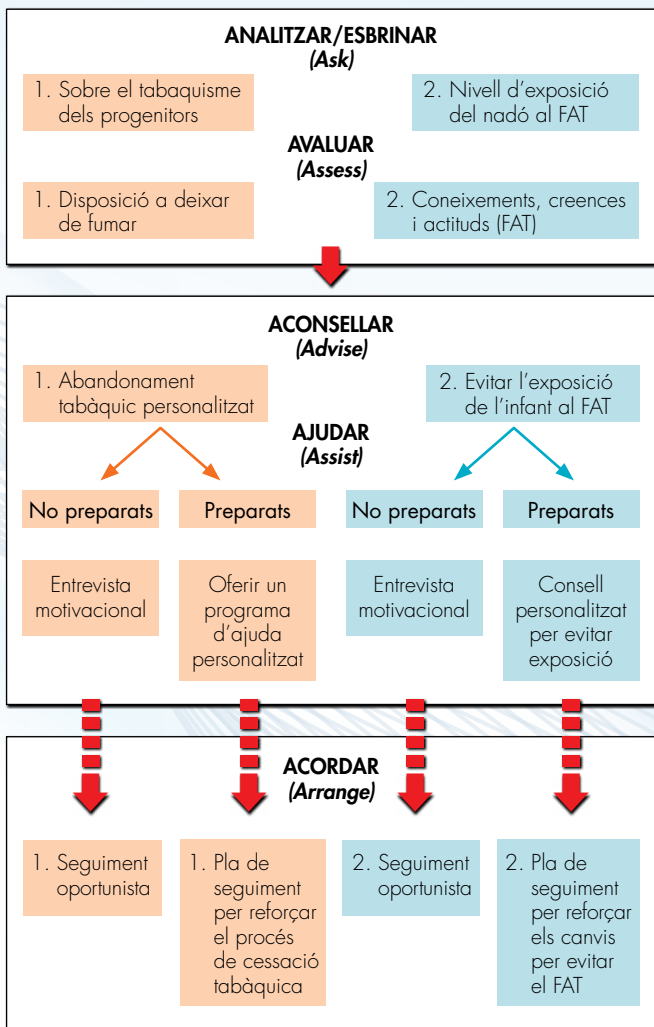 ANALITZAR/ESBRINAR
(Ask)
1. Sobre el tabaquisme
dels progenitors
2. Nivell d’exposició
del nadó al FAT
AVALUAR
(Assess)
1. Disposició a deixar
de fumar
2. Coneixements, creences
i actituds (FAT)
ACONSELLAR
(Advise)
1. Abandonament
tabàquic personalitzat
2. Evitar l’exposició
de l’infant al FAT
AJUDAR
(Assist)
No preparats
Preparats
No preparats
Preparats
Entrevista
motivacional
Oferir un
programa
d’ajuda
personalitzat
Entrevista
motivacional
Consell
personalitzat
per evitar
exposició
ACORDAR
(Arrange)
1. Seguiment
oportunista
1. Pla de
seguiment
per reforçar
el procés
de cessació
tabàquica
2. Seguiment
oportunista
2. Pla de
seguiment
per reforçar
els canvis
per evitar
el FAT